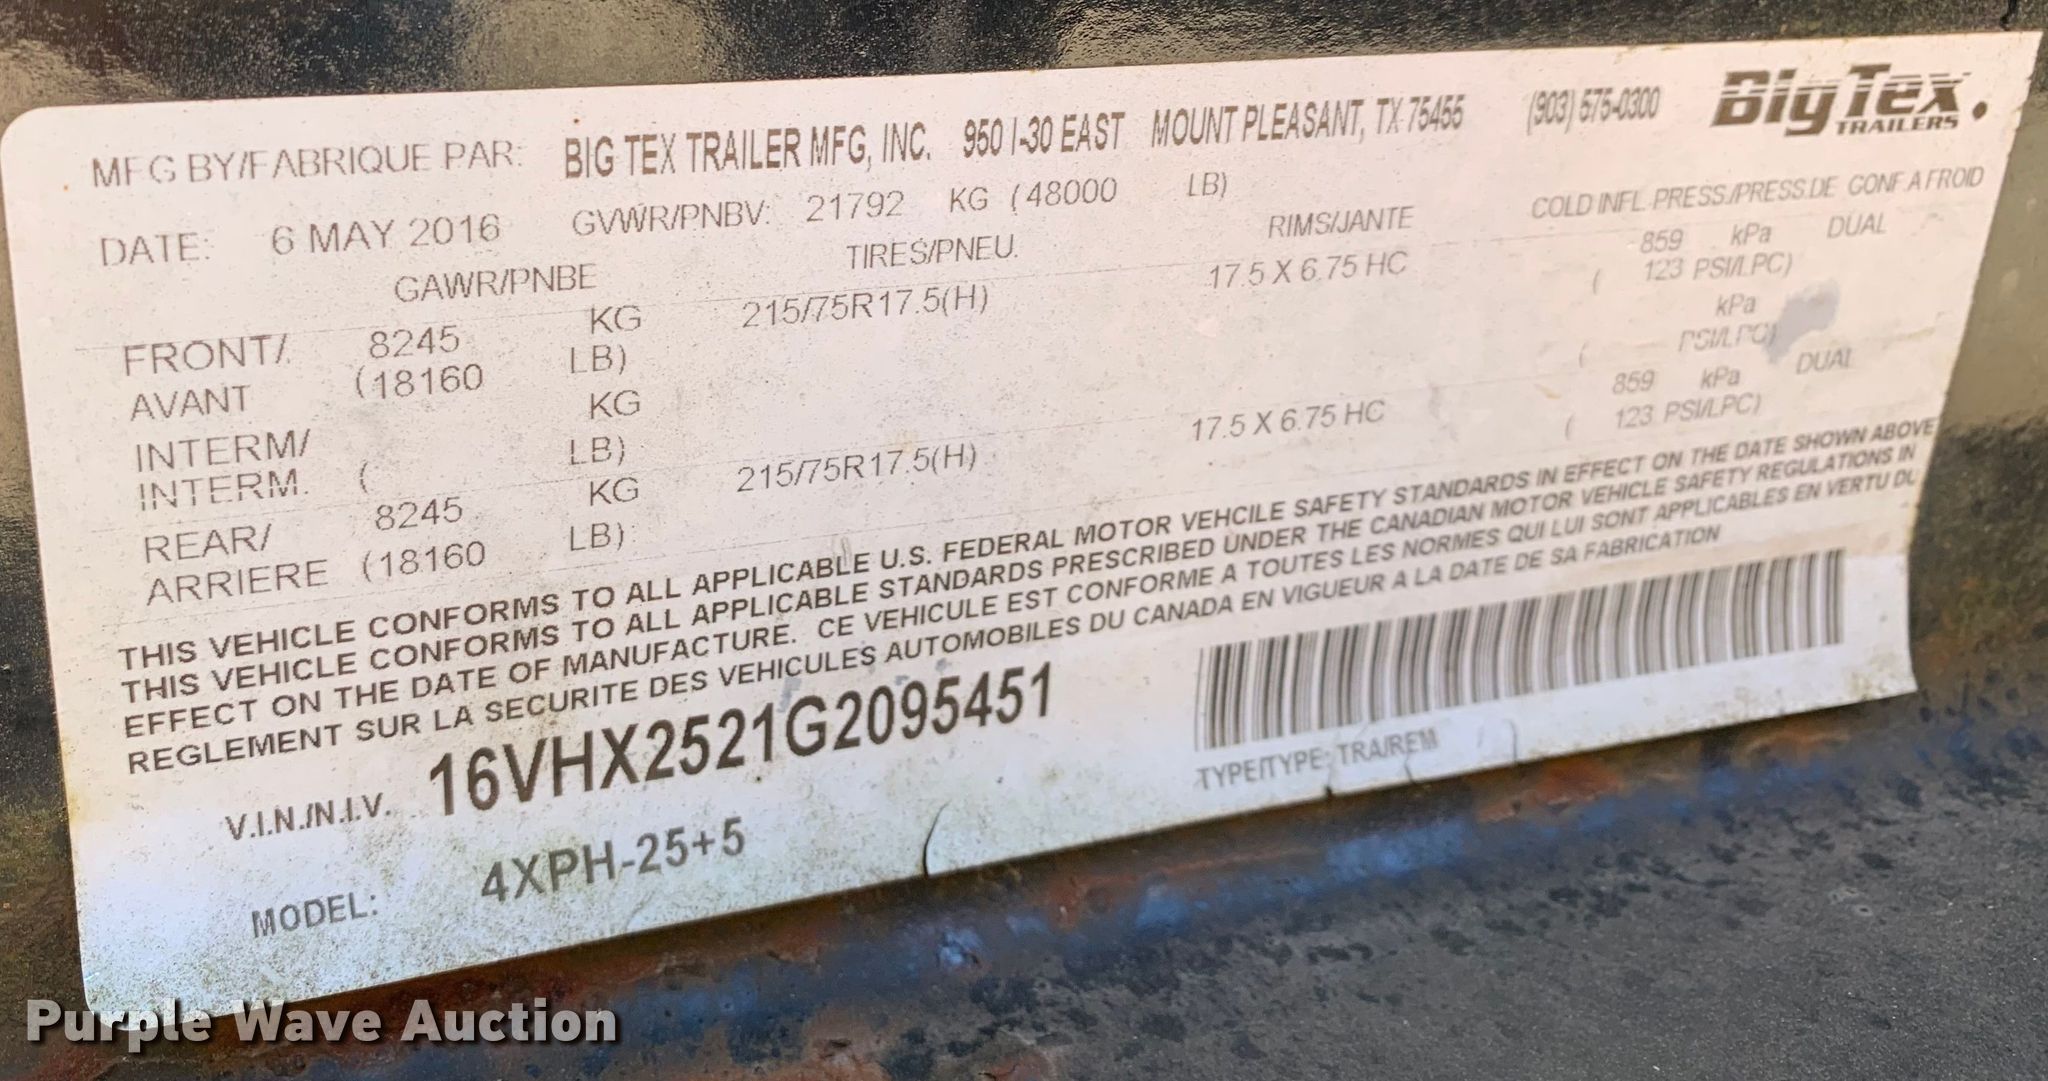 MFG BY/FABRIQUE PAR: BIG TEX TRAILER MFG, INC. 950 I-30 EAST MOUNT PLEASANT, TX 75455 (903) 575-0300 Big Tex TRAILERS
DATE: 6 MAY 2016 GVWR/PNBV: 21792 KG (48000 LB)
GAWR/PNBE TIRES/PNEU. RIMS/JANTE COLD INFL. PRESS./PRESS.DE GONF.A FROID
FRONT/ 8245 KG 215/75R17.5(H) 17.5 X 6.75 HC 859 kPa DUAL
AVANT (18160 LB) ( 123 PSI/LPC)
INTERM/ KG kPa
INTERM. ( LB) ( PSI/LPC)
REAR/ 8245 KG 215/75R17.5(H) 17.5 X 6.75 HC 859 kPa DUAL
ARRIERE (18160 LB) ( 123 PSI/LPC)
THIS VEHICLE CONFORMS TO ALL APPLICABLE U.S. FEDERAL MOTOR VEHCILE SAFETY STANDARDS IN EFFECT ON THE DATE SHOWN ABOVE
THIS VEHICLE CONFORMS TO ALL APPLICABLE STANDARDS PRESCRIBED UNDER THE CANADIAN MOTOR VEHICLE SAFETY REGULATIONS IN
EFFECT ON THE DATE OF MANUFACTURE. CE VEHICULE EST CONFORME A TOUTES LES NORMES QUI LUI SONT APPLICABLES EN VERTU DU
REGLEMENT SUR LA SECURITE DES VEHICULES AUTOMOBILES DU CANADA EN VIGUEUR A LA DATE DE SA FABRICATION
V.I.N./N.I.V. 16VHX2521G2095451
TYPE/TYPE: TRA/REM
MODEL: 4XPH-25+5
Purple Wave Auction